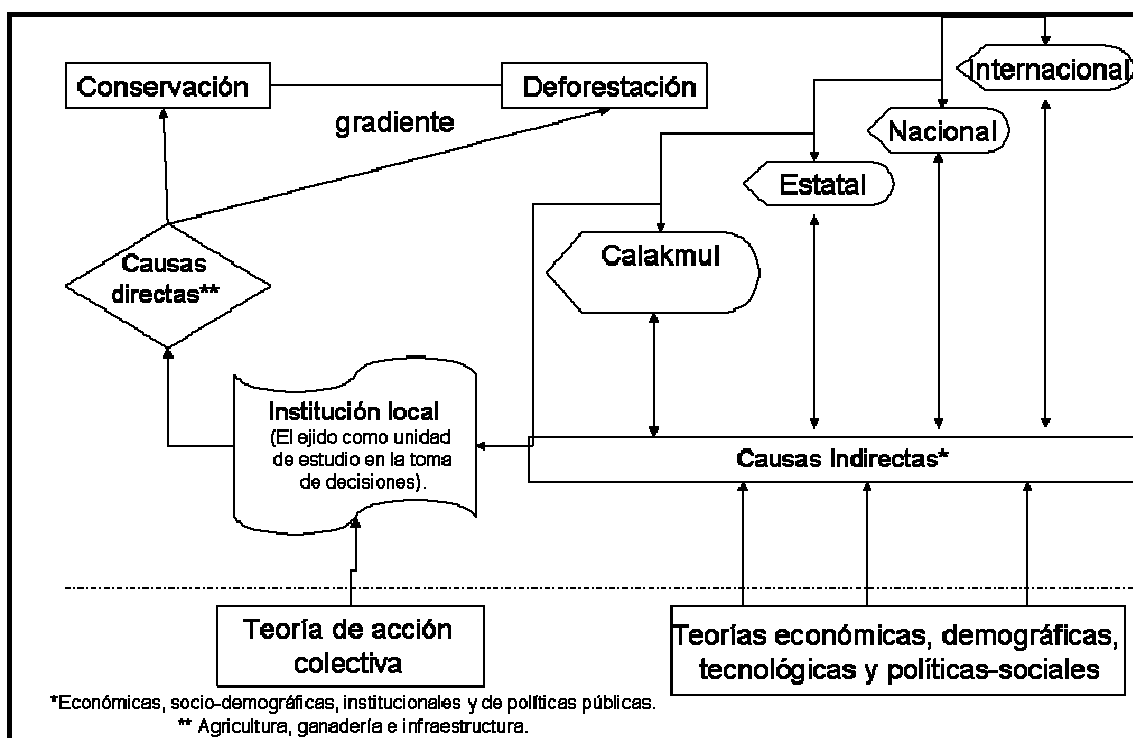 Conservación
Deforestación
gradiente
Internacional
Nacional
Estatal
Calakmul
Causas
directas**
Institución local
(El ejido como unidad
de estudio en la toma
de decisiones).
Causas Indirectas*
Teoría de acción
colectiva
Teorías económicas, demográficas,
tecnológicas y políticas-sociales
*Económicas, socio-demográficas, institucionales y de políticas públicas.
** Agricultura, ganadería e infraestructura.